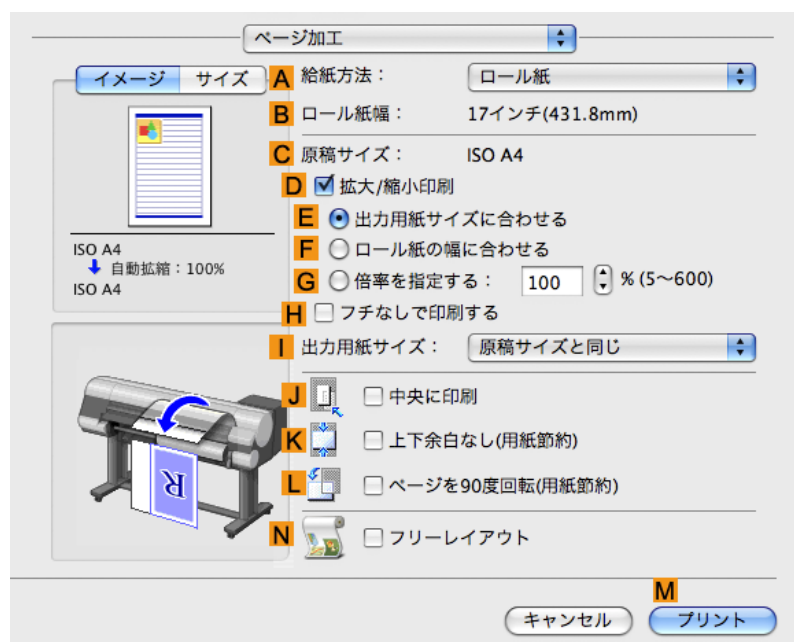 ページ加工
イメージ サイズ
A 給紙方法： ロール紙
B ロール紙幅： 17インチ(431.8mm)
C 原稿サイズ： ISO A4
D 拡大/縮小印刷
E 出力用紙サイズに合わせる
F ロール紙の幅に合わせる
G 倍率を指定する： 100 % (5～600)
H フチなしで印刷する
I 出力用紙サイズ： 原稿サイズと同じ
ISO A4
自動拡縮：100%
ISO A4
J 中央に印刷
K 上下余白なし(用紙節約)
L ページを90度回転(用紙節約)
N フリーレイアウト
R
M
キャンセル プリント